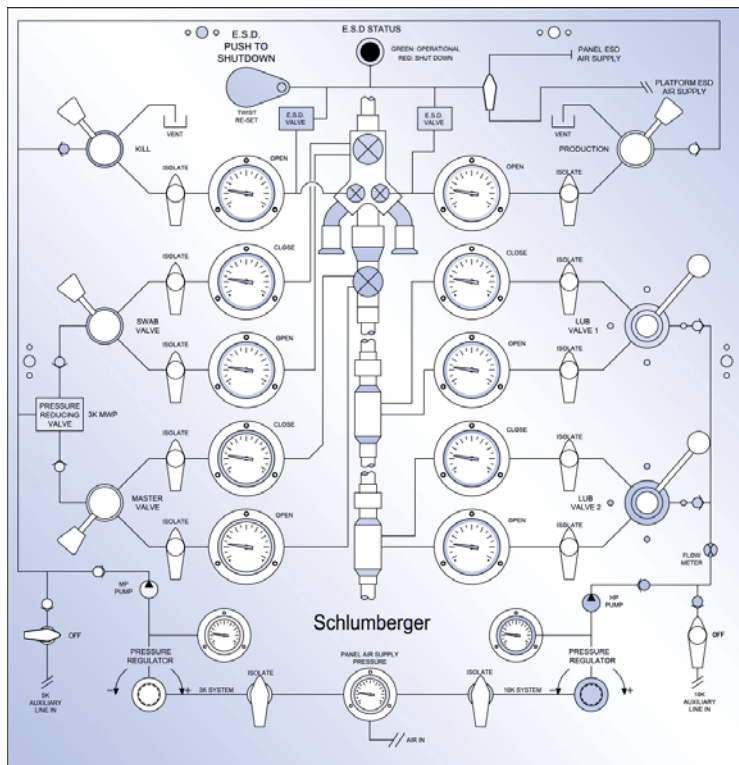 E.S.D.
PUSH TO
SHUTDOWN
E.S.D STATUS
GREEN: OPERATIONAL
RED: SHUT DOWN
PANEL ESD
AIR SUPPLY
PLATFORM ESD
AIR SUPPLY
TWIST
RE-SET
E.S.D.
VALVE
E.S.D.
VALVE
VENT
VENT
KILL
PRODUCTION
ISOLATE
OPEN
OPEN
ISOLATE
CLOSE
CLOSE
ISOLATE
ISOLATE
SWAB
VALVE
LUB
VALVE 1
ISOLATE
OPEN
OPEN
ISOLATE
PRESSURE
REDUCING
VALVE
3K MWP
CLOSE
CLOSE
ISOLATE
ISOLATE
MASTER
VALVE
LUB
VALVE 2
ISOLATE
OPEN
OPEN
ISOLATE
FLOW
METER
MP
PUMP
HP
PUMP
OFF
OFF
Schlumberger
PRESSURE
REGULATOR
PANEL AIR SUPPLY
PRESSURE
PRESSURE
REGULATOR
ISOLATE
ISOLATE
3K SYSTEM
10K SYSTEM
5K
AUXILIARY
LINE IN
10K
AUXILIARY
LINE IN
AIR IN